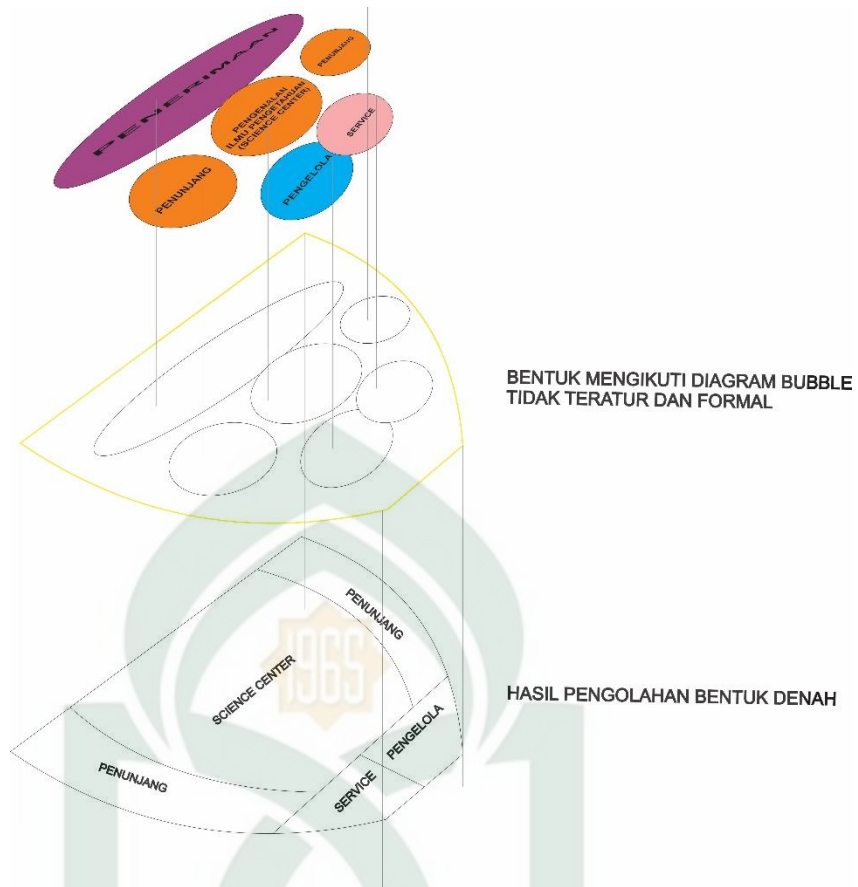 PENERIMAAN
PENUNJANG
PENGENALAN
ILMU PENGETAHUAN
(SCIENCE CENTER)
SERVICE
PENUNJANG
PENGELOLA
BENTUK MENGIKUTI DIAGRAM BUBBLE
TIDAK TERATUR DAN FORMAL
PENUNJANG
1965
SCIENCE CENTER
HASIL PENGOLAHAN BENTUK DENAH
PENGELOLA
PENUNJANG
SERVICE